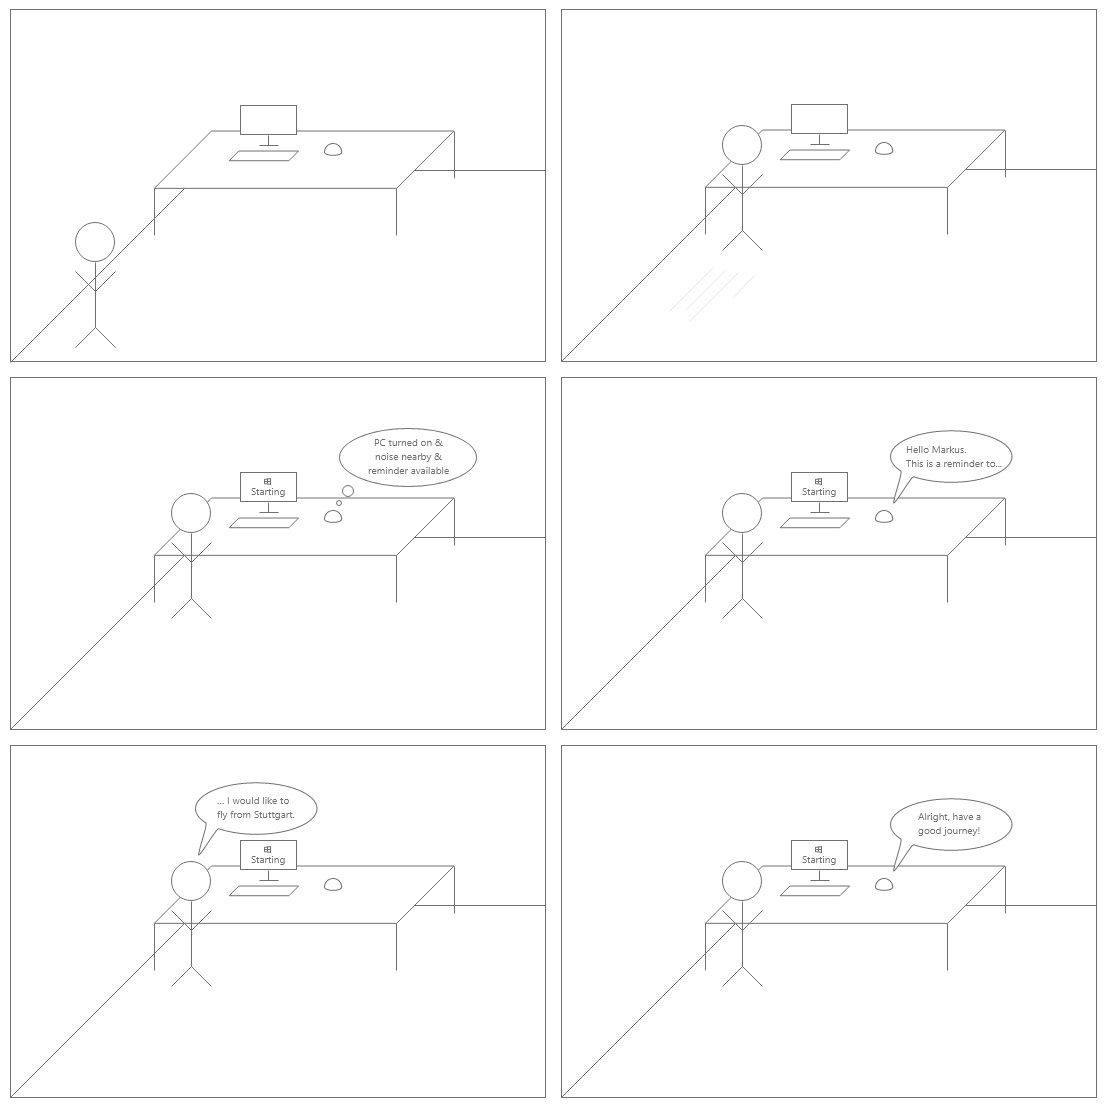 PC turned on &
noise nearby &
reminder available
Starting
Hello Markus.
This is a reminder to...
Starting
... I would like to
fly from Stuttgart.
Starting
Alright, have a
good journey!
Starting